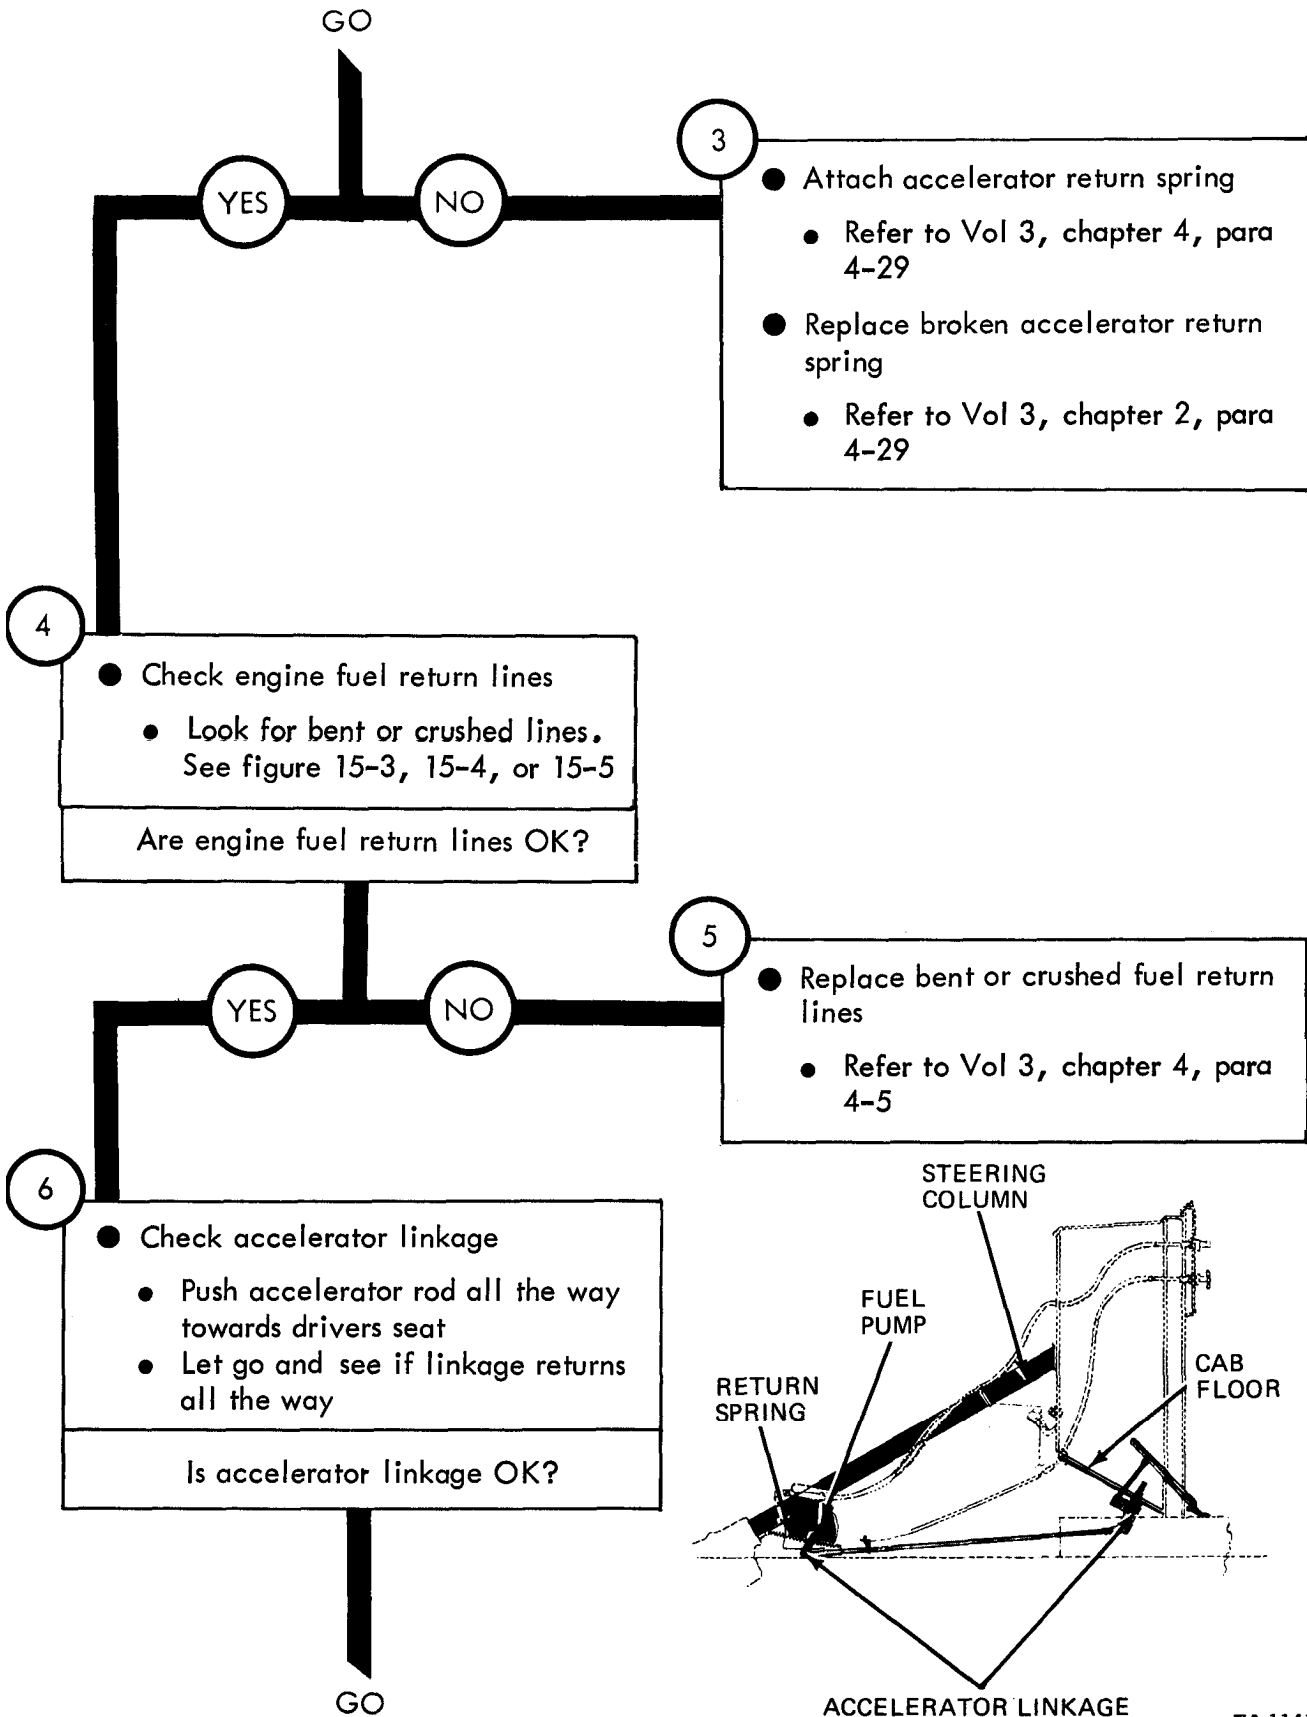 GO
YES
NO
3
● Attach accelerator return spring
● Refer to Vol 3, chapter 4, para
4-29
● Replace broken accelerator return
spring
● Refer to Vol 3, chapter 2, para
4-29
4
● Check engine fuel return lines
● Look for bent or crushed lines.
See figure 15-3, 15-4, or 15-5
Are engine fuel return lines OK?
YES
NO
5
● Replace bent or crushed fuel return
lines
● Refer to Vol 3, chapter 4, para
4-5
6
● Check accelerator linkage
● Push accelerator rod all the way
towards drivers seat
● Let go and see if linkage returns
all the way
Is accelerator linkage OK?
GO
STEERING
COLUMN
FUEL
PUMP
RETURN
SPRING
CAB
FLOOR
ACCELERATOR LINKAGE